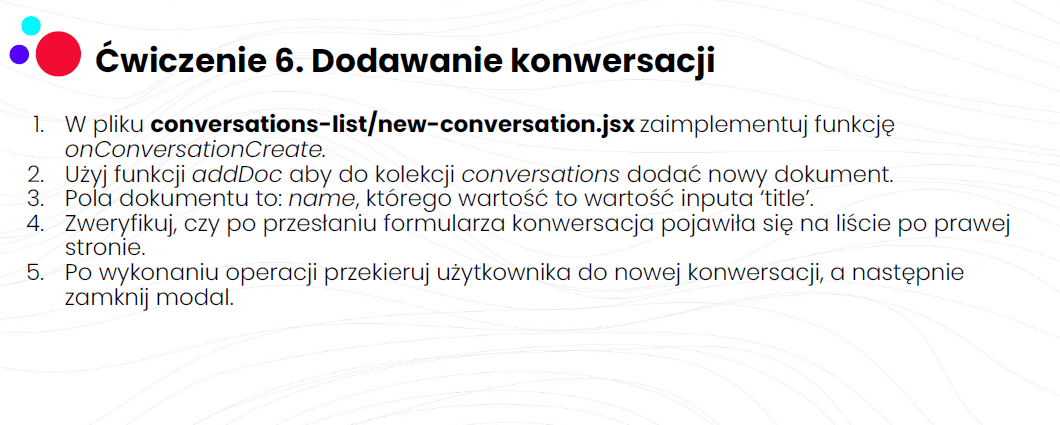 Ćwiczenie 6. Dodawanie konwersacji
1. W pliku conversations-list/new-conversation.jsx zaimplementuj funkcję
onConversationCreate.
2. Użyj funkcji addDoc aby do kolekcji conversations dodać nowy dokument.
3. Pola dokumentu to: name, którego wartość to wartość inputa ‘title’.
4. Zweryfikuj, czy po przesłaniu formularza konwersacja pojawiła się na liście po prawej
stronie.
5. Po wykonaniu operacji przekieruj użytkownika do nowej konwersacji, a następnie
zamknij modal.